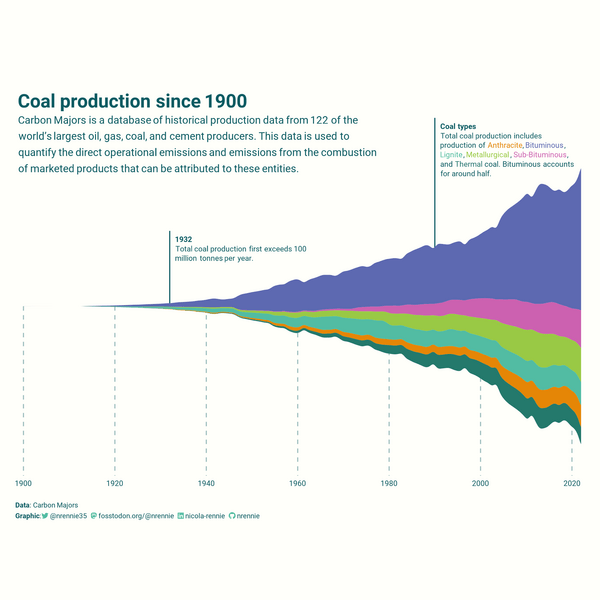 Coal production since 1900
Carbon Majors is a database of historical production data from 122 of the
world's largest oil, gas, coal, and cement producers. This data is used to
quantify the direct operational emissions and emissions from the combustion
of marketed products that can be attributed to these entities.
Coal types
Total coal production includes
production of Anthracite, Bituminous,
Lignite, Metallurgical, Sub-Bituminous,
and Thermal coal. Bituminous accounts
for around half.
1932
Total coal production first exceeds 100
million tonnes per year.
1900 1920 1940 1960 1980 2000 2020
Data: Carbon Majors
Graphic: @nrennie35 fosstodon.org/@nrennie nicola-rennie nrennie